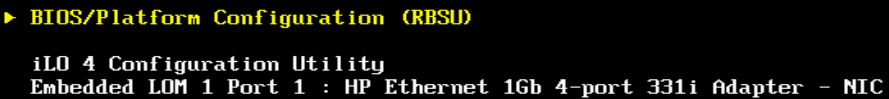 BIOS/Platform Configuration (RBSU)
iLO 4 Configuration Utility
Embedded LOM 1 Port 1 : HP Ethernet 1Gb 4-port 331i Adapter - NIC